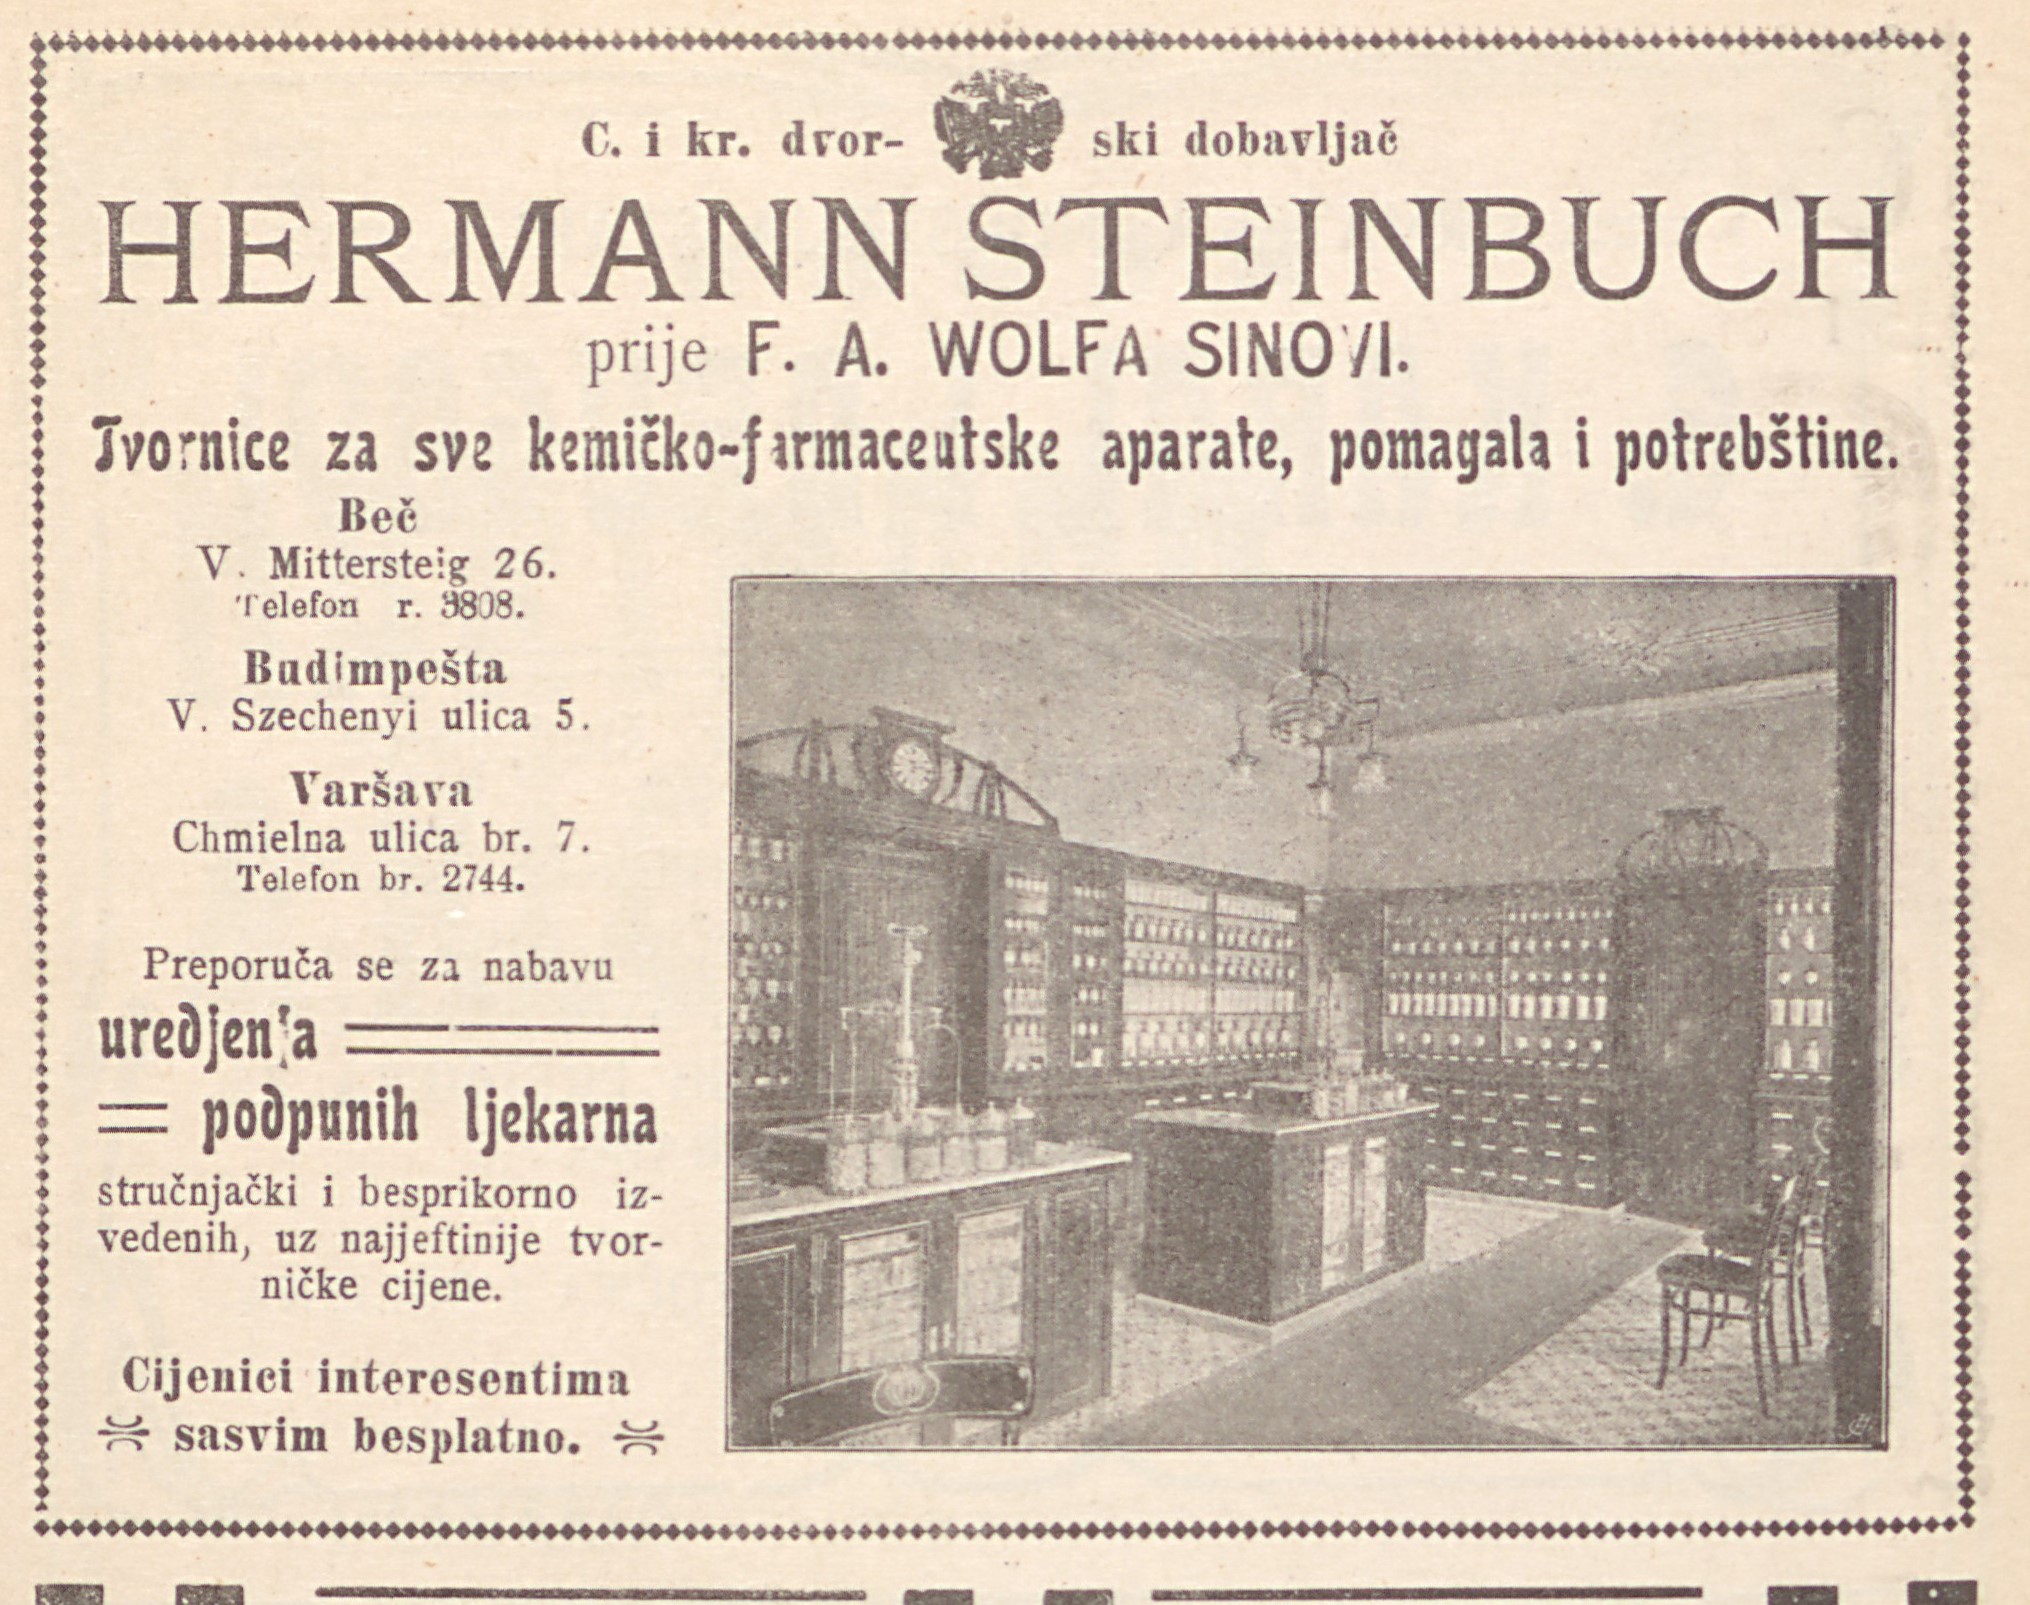 C. i kr. dvor- ski dobavljač
HERMANN STEINBUCH
prije F. A. WOLFA SINOVI.
Tvornice za sve kemičko-farmaceutske aparate, pomagala i potrebštine.
Beč
V. Mittersteig 26.
Telefon r. 3808.
Budimpešta
V. Szechenyi ulica 5.
Varšava
Chmielna ulica br. 7.
Telefon br. 2744.
Preporuča se za nabavu
uredjenja
podpunih ljekarna
stručnjački i besprikorno iz-
vedenih, uz najjeftinije tvor-
ničke cijene.
Cijenici interesentima
sasvim besplatno.